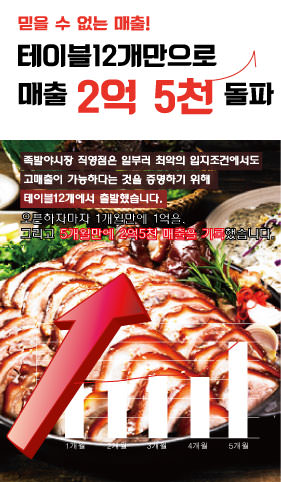 믿을 수 없는 매출!
테이블12개만으로
매출 2억 5천 돌파
족발야시장 직영점은 일부러 최악의 입지조건에서도
고매출이 가능하다는 것을 증명하기 위해
테이블12개에서 출발했습니다.
오픈하자마자 1개월만에 1억을,
그리고 5개월만에 2억5천 매출을 기록했습니다.
1개월 2개월 3개월 4개월 5개월